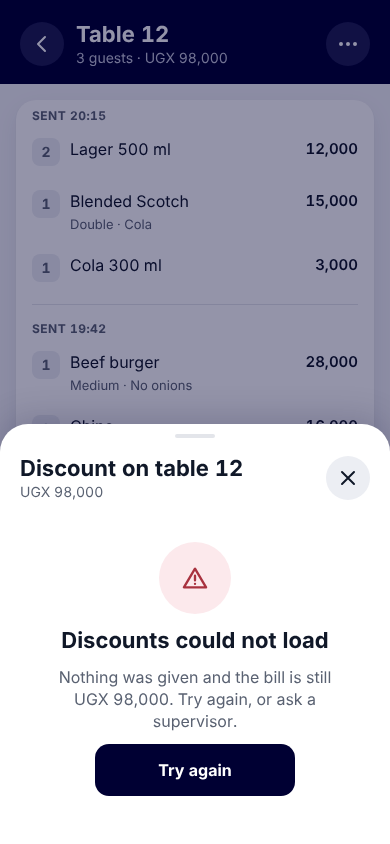 Table 12
3 guests · UGX 98,000
SENT 20:15
2 Lager 500 ml 12,000
1 Blended Scotch 15,000
Double · Cola
1 Cola 300 ml 3,000
SENT 19:42
1 Beef burger 28,000
Medium · No onions
Discount on table 12
UGX 98,000
Discounts could not load
Nothing was given and the bill is still
UGX 98,000. Try again, or ask a
supervisor.
Try again